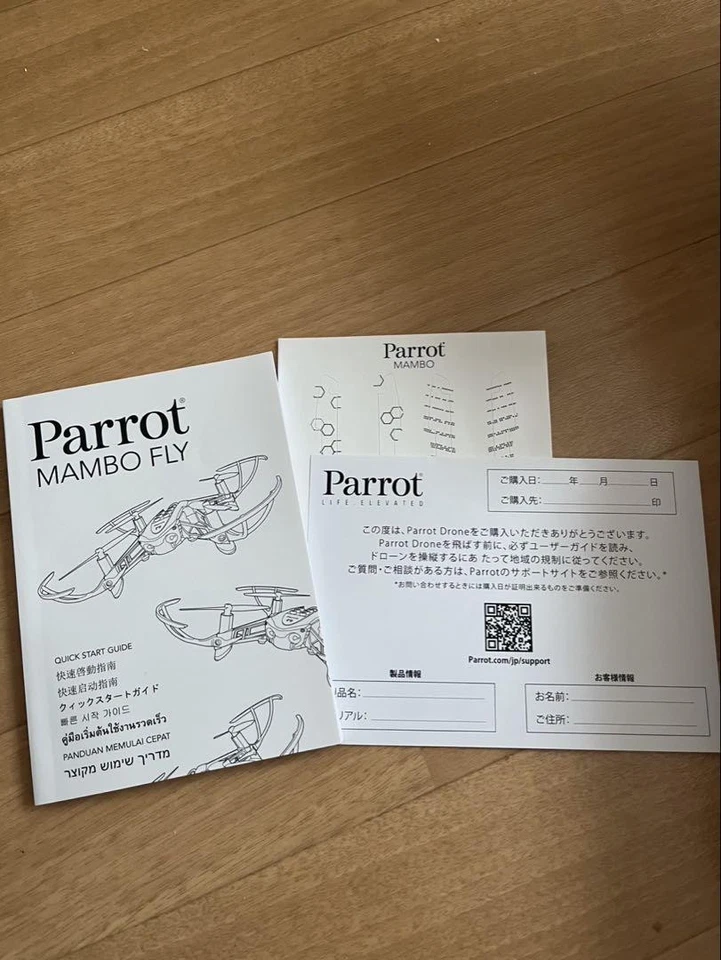 Parrot®
MAMBO FLY
QUICK START GUIDE
快速啓動指南
快速启动指南
クィックスタートガイド
빠른 시작 가이드
คู่มือเริ่มต้นใช้งานรวดเร็ว
PANDUAN MEMULAI CEPAT
מדריך שימוש מקוצר
Parrot
MAMBO
Parrot®
LIFE. ELEVATED
ご購入日: 年 月 日
ご購入先: 印
この度は、Parrot Droneをご購入いただきありがとうございます。
Parrot Droneを飛ばす前に、必ずユーザーガイドを読み、
ドローンを操縦するにあ たって地域の規制に従ってください。
ご質問・ご相談がある方は、Parrotのサポートサイトをご参照ください。*
*お問い合わせするときには購入日が証明出来るものをご準備ください。
Parrot.com/jp/support
製品情報
品名:
リアル:
お客様情報
お名前:
ご住所: